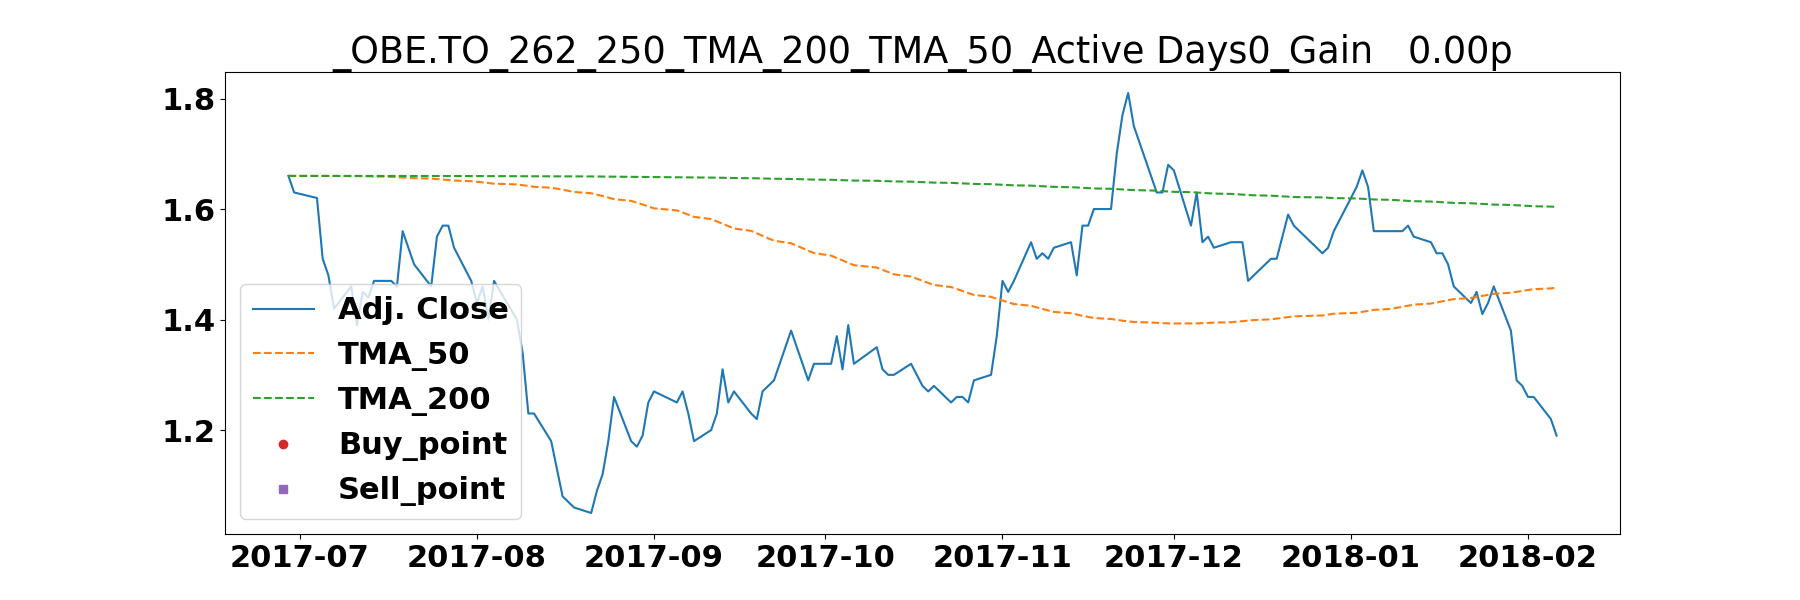 _OBE.TO_262_250_TMA_200_TMA_50_Active Days0_Gain   0.00p
1.8
1.6
1.4
1.2
Adj. Close
TMA_50
TMA_200
Buy_point
Sell_point
2017-07 2017-08 2017-09 2017-10 2017-11 2017-12 2018-01 2018-02